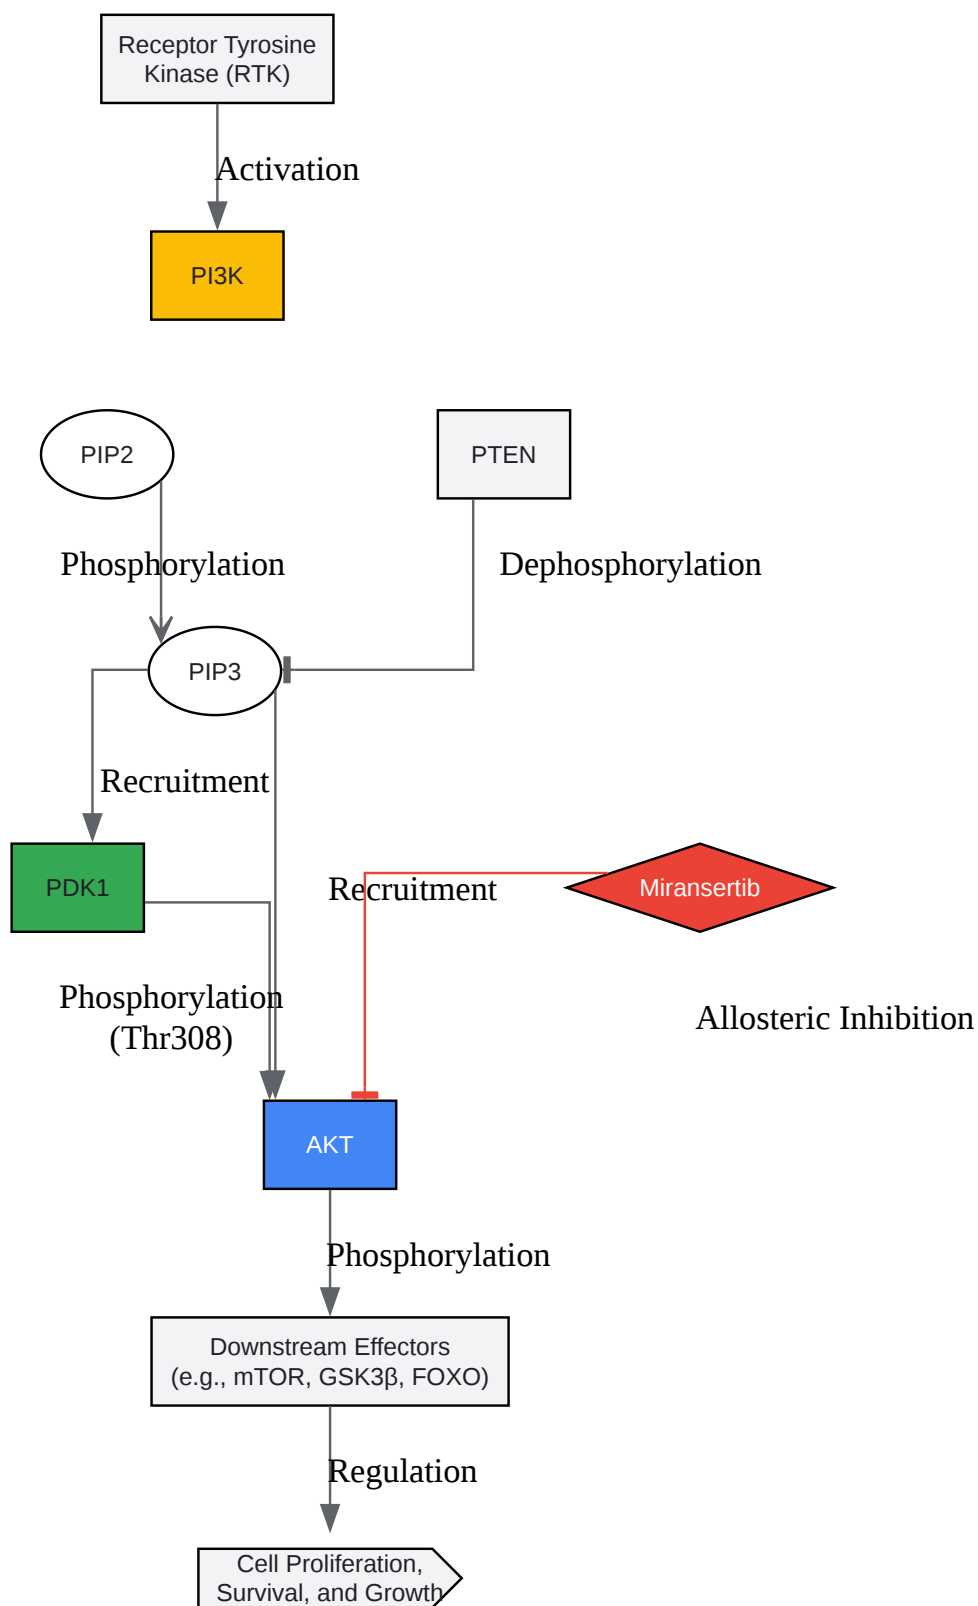 Receptor Tyrosine
Kinase (RTK)
Activation
PI3K
PIP2
PTEN
Phosphorylation
Dephosphorylation
PIP3
Recruitment
PDK1
Recruitment
Miransertib
Phosphorylation
(Thr308)
Allosteric Inhibition
AKT
Phosphorylation
Downstream Effectors
(e.g., mTOR, GSK3β, FOXO)
Regulation
Cell Proliferation,
Survival, and Growth